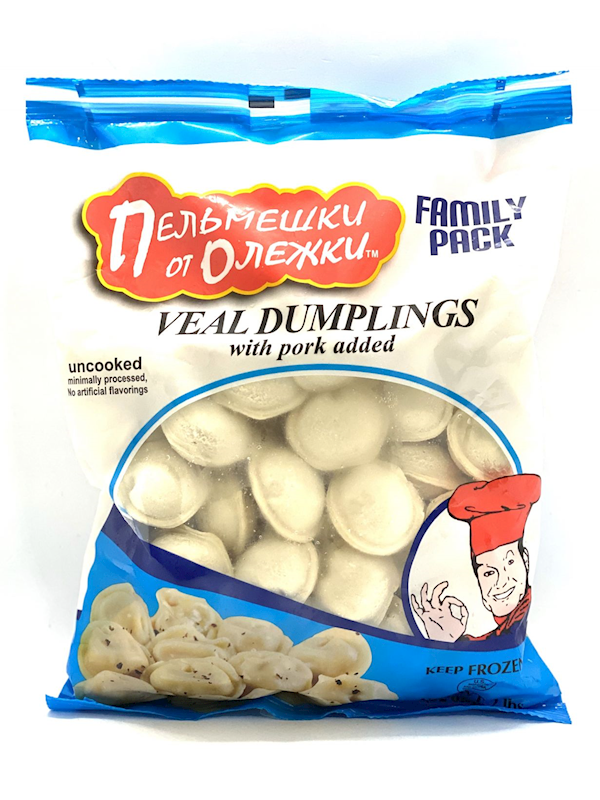 Пельмешки
от Олежки™
FAMILY
PACK
VEAL DUMPLINGS
with pork added
uncooked
minimally processed,
No artificial flavorings
KEEP FROZEN